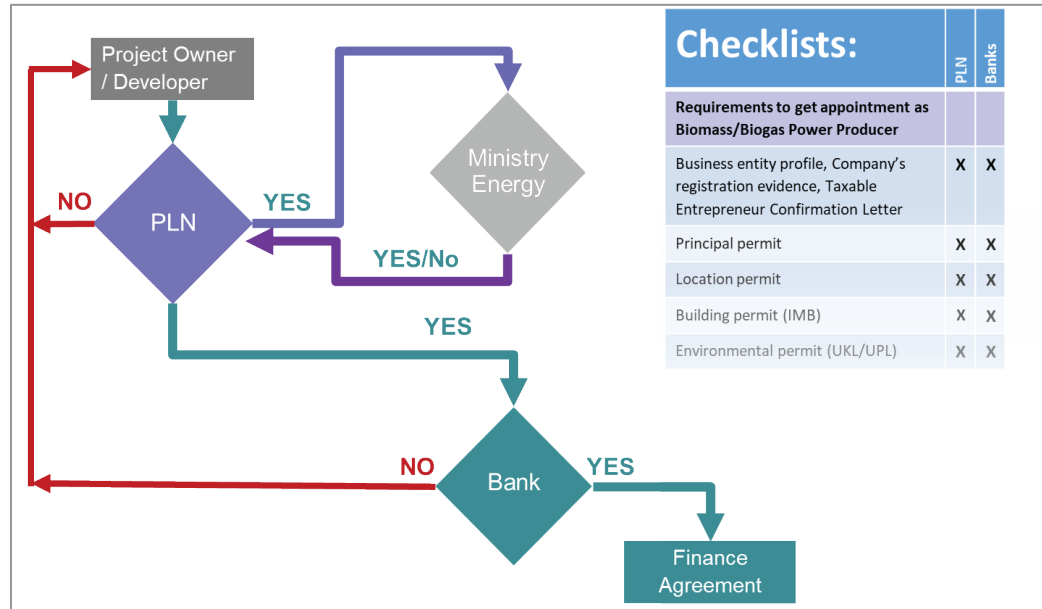 Project Owner
/ Developer
PLN
NO
YES
Ministry
Energy
YES/No
YES
Bank
NO
YES
Finance
Agreement
Checklists:
PLN
Banks
Requirements to get appointment as
Biomass/Biogas Power Producer
Business entity profile, Company's X X
registration evidence, Taxable
Entrepreneur Confirmation Letter
Principal permit X X
Location permit X X
Building permit (IMB) X X
Environmental permit (UKL/UPL) X X